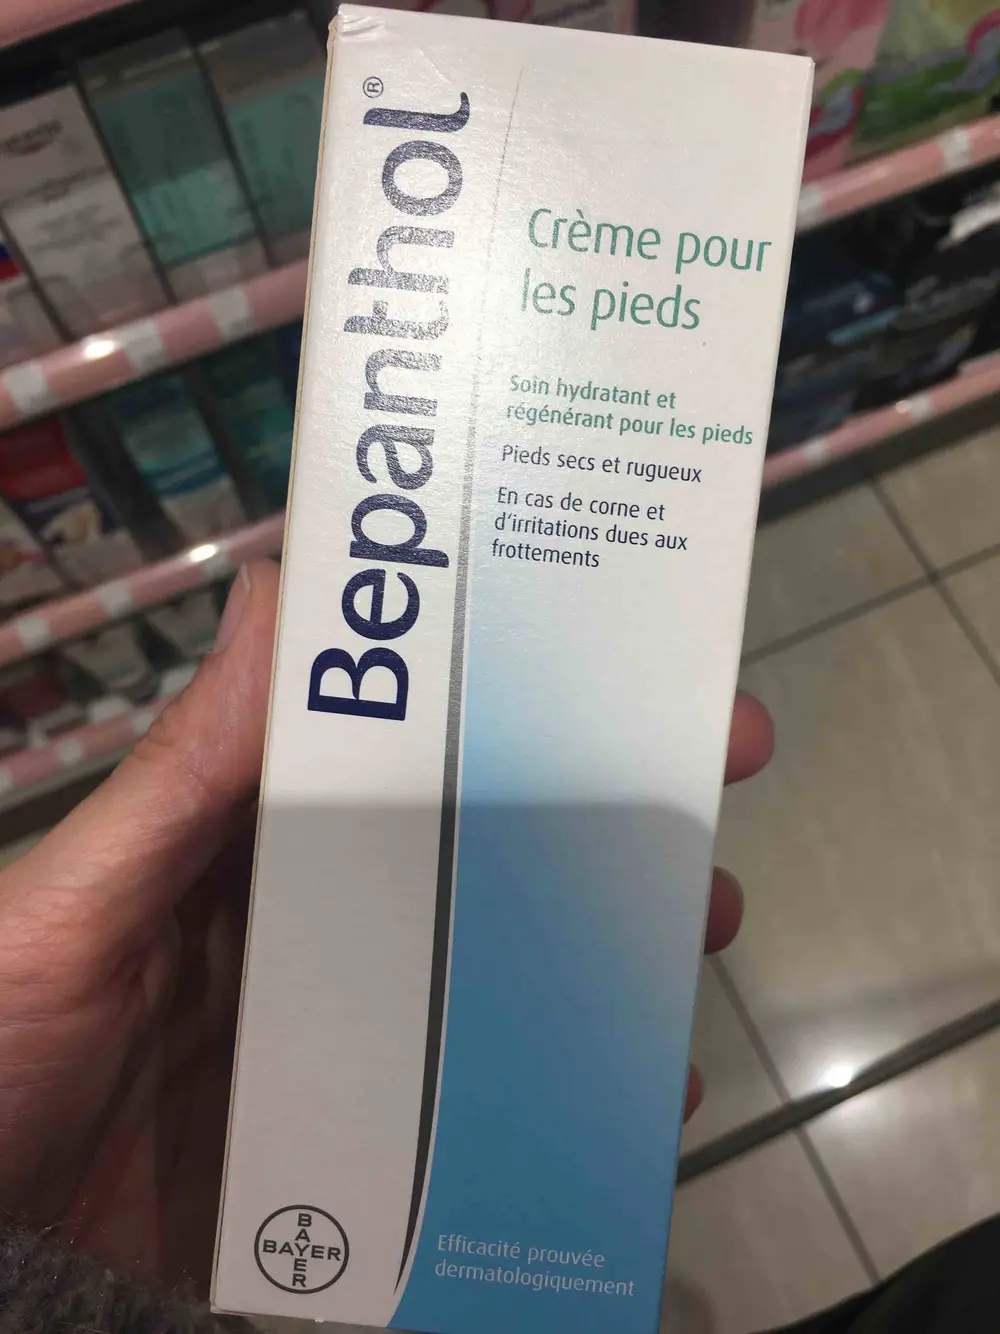 Bepanthol®
Crème pour
les pieds
Soin hydratant et
régénérant pour les pieds
Pieds secs et rugueux
En cas de corne et
d'irritations dues aux
frottements
BAYER
BAYER
Efficacité prouvée
dermatologiquement